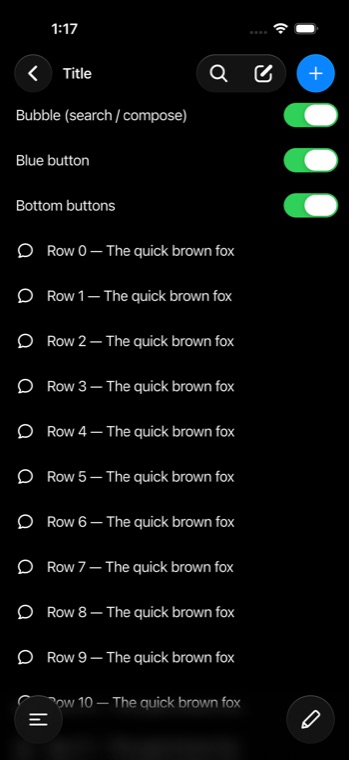 1:17
Title
Bubble (search / compose)
Blue button
Bottom buttons
Row 0 — The quick brown fox
Row 1 — The quick brown fox
Row 2 — The quick brown fox
Row 3 — The quick brown fox
Row 4 — The quick brown fox
Row 5 — The quick brown fox
Row 6 — The quick brown fox
Row 7 — The quick brown fox
Row 8 — The quick brown fox
Row 9 — The quick brown fox
Row 10 — The quick brown fox